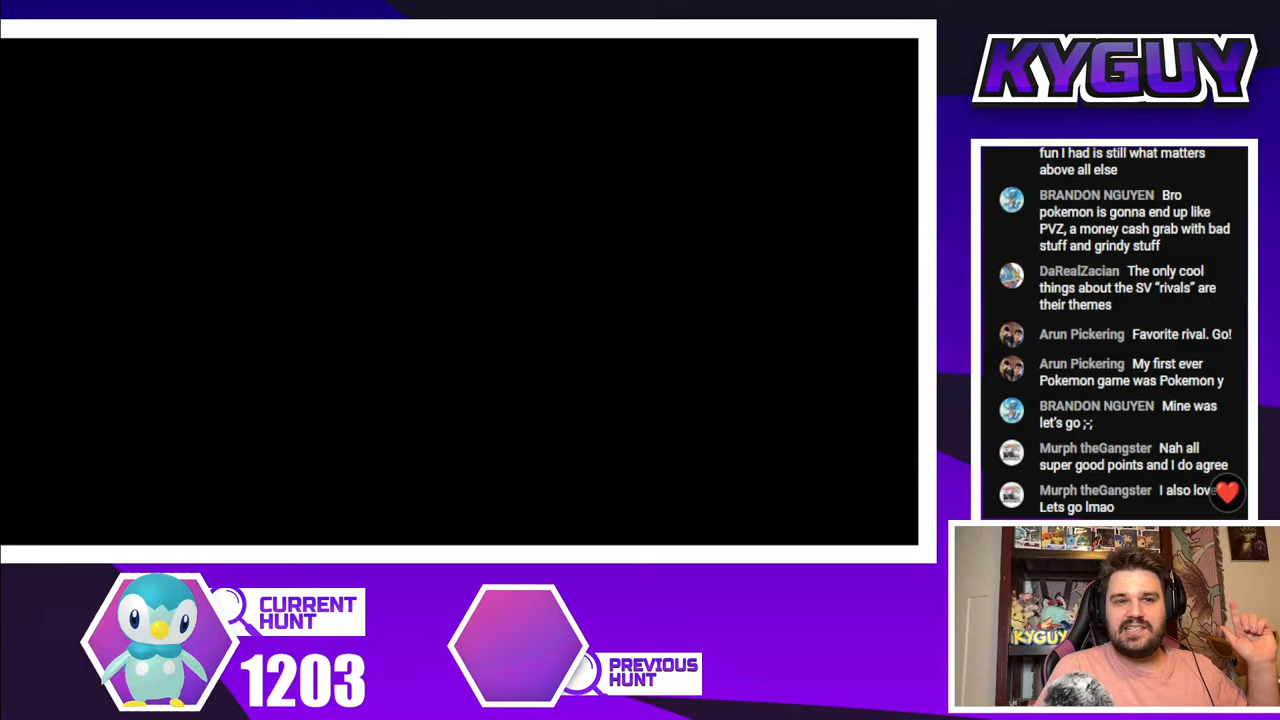 KYGUY
fun I had is still what matters
above all else
BRANDON NGUYEN Bro
pokemon is gonna end up like
PVZ, a money cash grab with bad
stuff and grindy stuff
DaRealZacian The only cool
things about the SV “rivals” are
their themes
Arun Pickering Favorite rival. Go!
Arun Pickering My first ever
Pokemon game was Pokemon y
BRANDON NGUYEN Mine was
let's go ;-;
Murph theGangster Nah all
super good points and I do agree
Murph theGangster I also love
Lets go lmao
KYGUY
CURRENT
HUNT
1203
PREVIOUS
HUNT